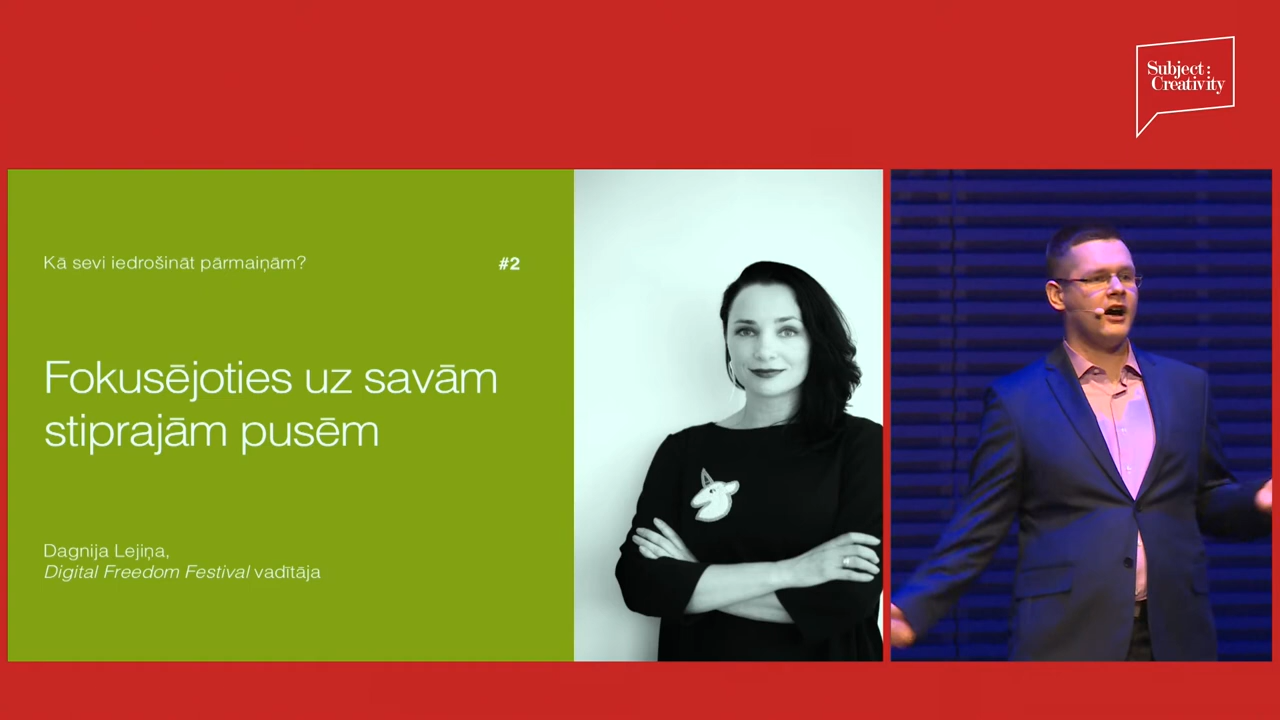 Subject:
Creativity
Kā sevi iedrošināt pārmaiņām?
#2
Fokusējoties uz savām
stiprajām pusēm
Dagnija Lejiņa,
Digital Freedom Festival vadītāja